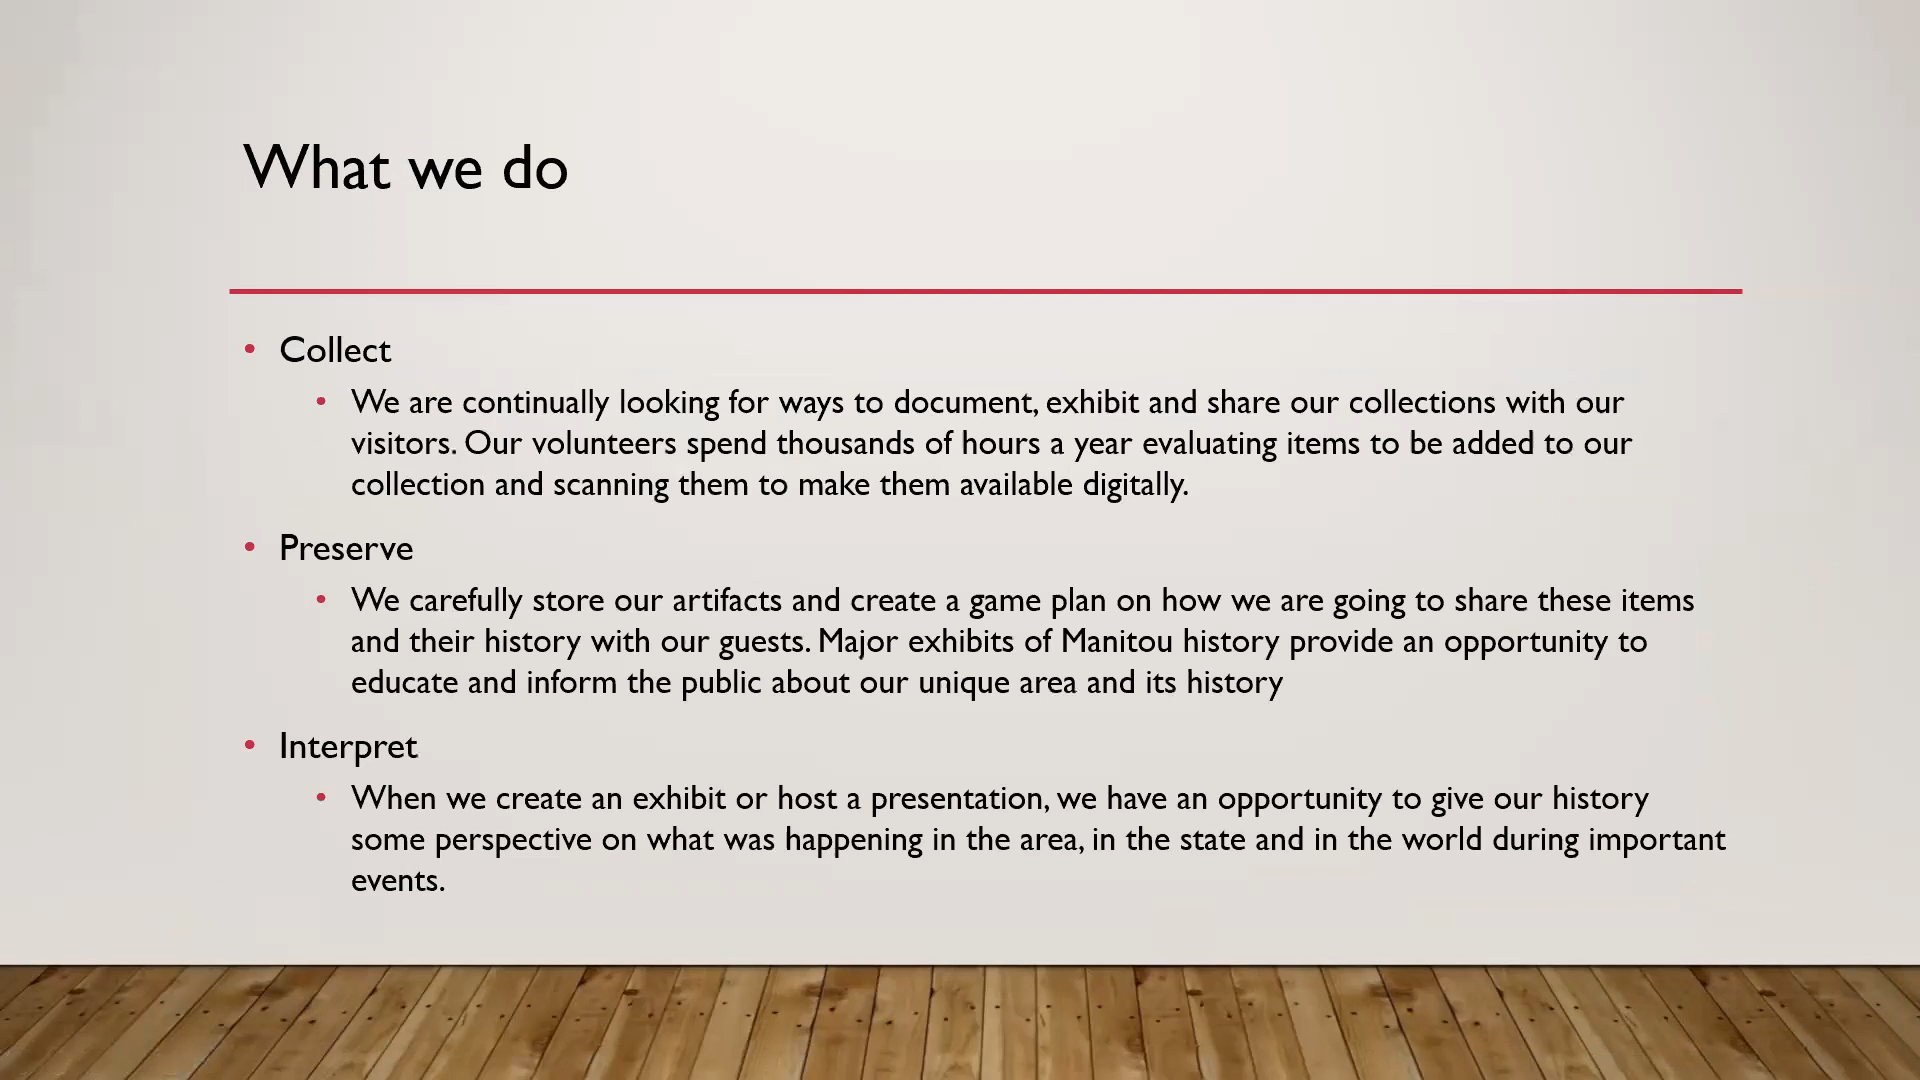 What we do
• Collect
• We are continually looking for ways to document, exhibit and share our collections with our
visitors. Our volunteers spend thousands of hours a year evaluating items to be added to our
collection and scanning them to make them available digitally.
• Preserve
• We carefully store our artifacts and create a game plan on how we are going to share these items
and their history with our guests. Major exhibits of Manitou history provide an opportunity to
educate and inform the public about our unique area and its history
• Interpret
• When we create an exhibit or host a presentation, we have an opportunity to give our history
some perspective on what was happening in the area, in the state and in the world during important
events.